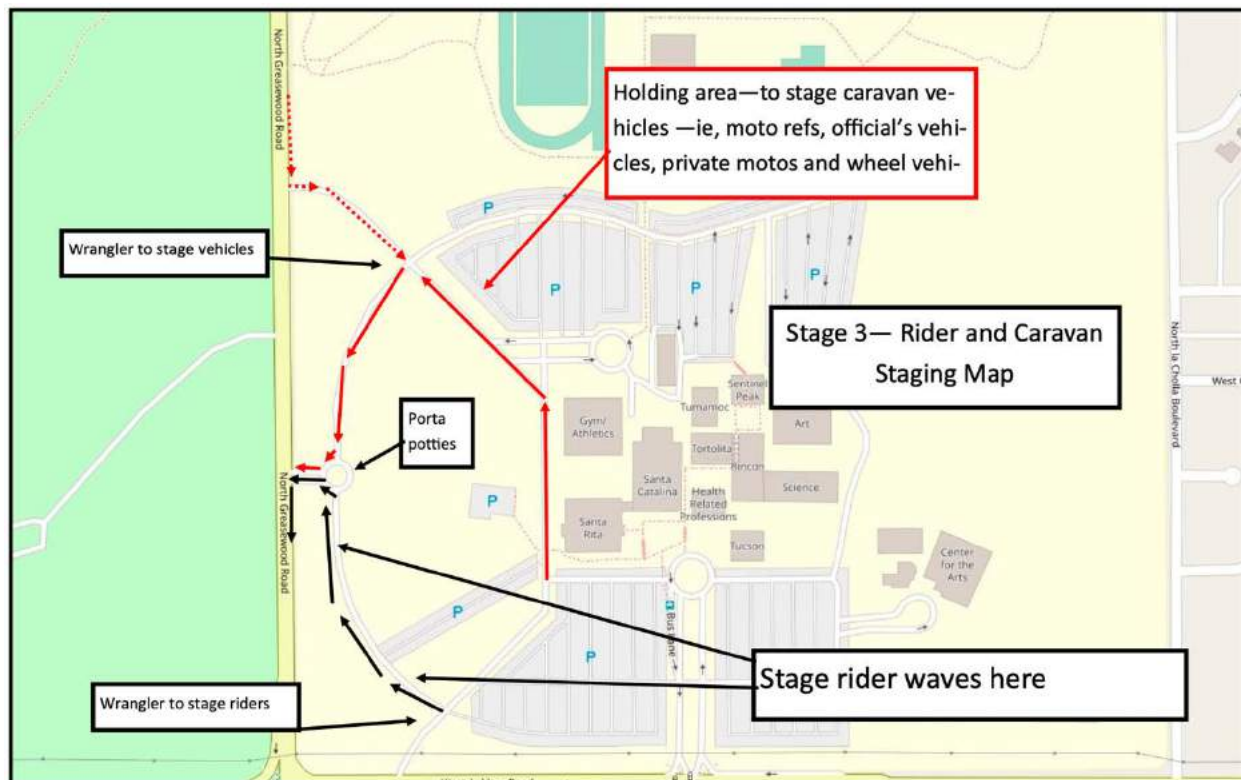 North Greasewood Road
Holding area—to stage caravan ve-
hicles —ie, moto refs, official's vehi-
cles, private motos and wheel vehi-
P
Wrangler to stage vehicles
P
P
P
Stage 3— Rider and Caravan
Staging Map
North la Cholla Boulevard
West
Sentinel
Peak
Tumamoc
Gym/
Athletics
Art
Porta
potties
Tortolita
Rincon
Santa
Catalina
Science
North Greasewood Road
P
Health
Related
Professions
Santa
Rita
Tucson
Center
for the
Arts
P
Bus Lane
P
Stage rider waves here
Wrangler to stage riders